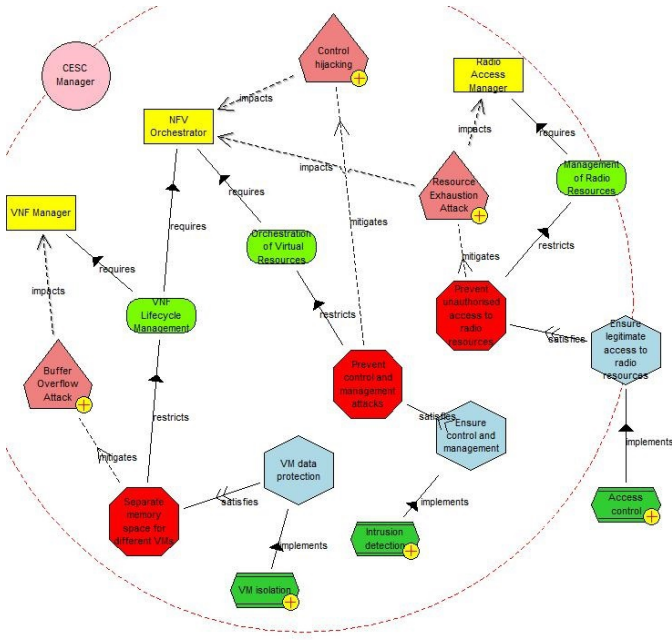 CESC
Manager
Control
hijacking
Radio
Access
Manager
impacts
NFV
Orchestrator
impacts
requires
impacts
Management
of Radio
Resources
Resource
Exhaustion
Attack
requires
VNF Manager
mitigates
requires
Orchestration
of Virtual
Resources
restricts
mitigates
requires
Prevent
unauthorised
access to
radio
resources
VNF
Lifecycle
Management
restricts
Ensure
legitimate
access to
radio
resources
satisfies
impacts
Buffer
Overflow
Attack
Prevent
control and
management
attacks
restricts
satisfies
Ensure
control and
management
implements
mitigates
VM data
protection
Separate
memory
space for
different VMs
satisfies
implements
Access
control
Intrusion
detection
implements
VM isolation